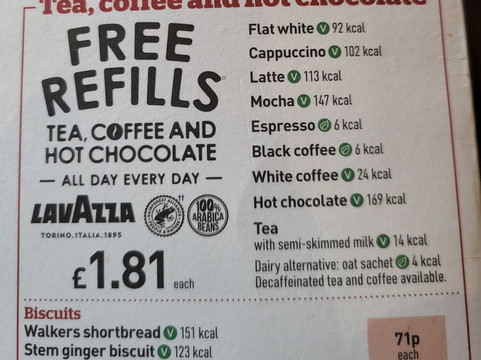 Tea, coffee and hot chocolate
FREE
REFILLS
TEA, COFFEE AND
HOT CHOCOLATE
— ALL DAY EVERY DAY —
LAVAZZA
TORINO, ITALIA, 1895
100%
ARABICA
BEANS
£1.81 each
Flat white V 92 kcal
Cappuccino V 102 kcal
Latte V 113 kcal
Mocha V 147 kcal
Espresso 6 kcal
Black coffee 6 kcal
White coffee V 24 kcal
Hot chocolate V 169 kcal
Tea
with semi-skimmed milk V 14 kcal
Dairy alternative: oat sachet 4 kcal
Decaffeinated tea and coffee available.
Biscuits
Walkers shortbread V 151 kcal
Stem ginger biscuit V 123 kcal
71p
each